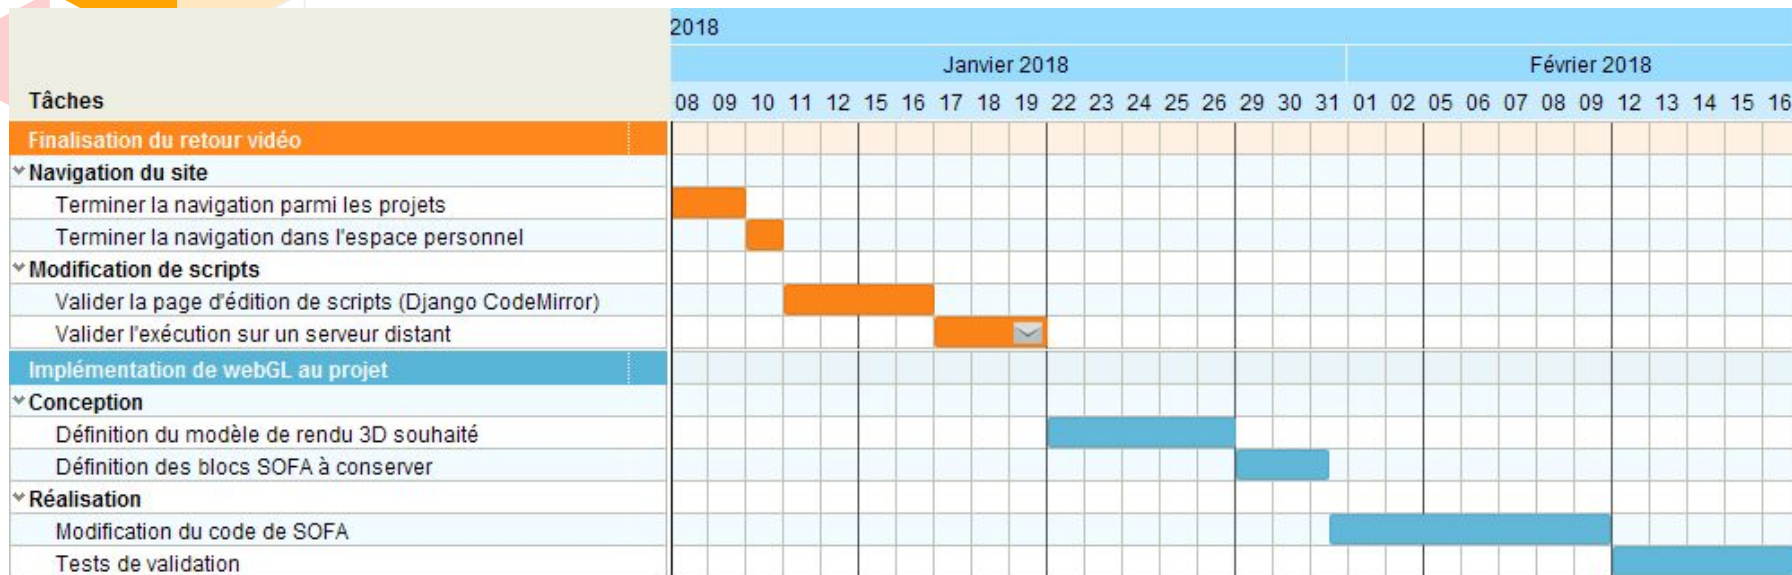 2018
Janvier 2018 Février 2018
Tâches 08 09 10 11 12 15 16 17 18 19 22 23 24 25 26 29 30 31 01 02 05 06 07 08 09 12 13 14 15 16
Finalisation du retour vidéo
Navigation du site
Terminer la navigation parmi les projets
Terminer la navigation dans l'espace personnel
Modification de scripts
Valider la page d'édition de scripts (Django CodeMirror)
Valider l'exécution sur un serveur distant
Implémentation de webGL au projet
Conception
Définition du modèle de rendu 3D souhaité
Définition des blocs SOFA à conserver
Réalisation
Modification du code de SOFA
Tests de validation